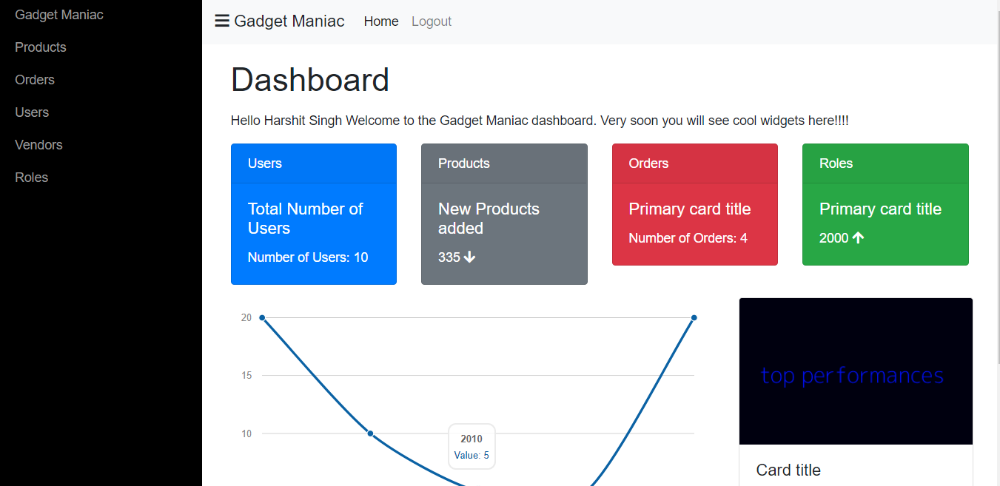 Gadget Maniac
Products
Orders
Users
Vendors
Roles
Gadget Maniac Home Logout
Dashboard
Hello Harshit Singh Welcome to the Gadget Maniac dashboard. Very soon you will see cool widgets here!!!!
Users
Total Number of
Users
Number of Users: 10
Products
New Products
added
335
Orders
Primary card title
Number of Orders: 4
Roles
Primary card title
2000
20
15
10
2010
Value: 5
top performances
Card title